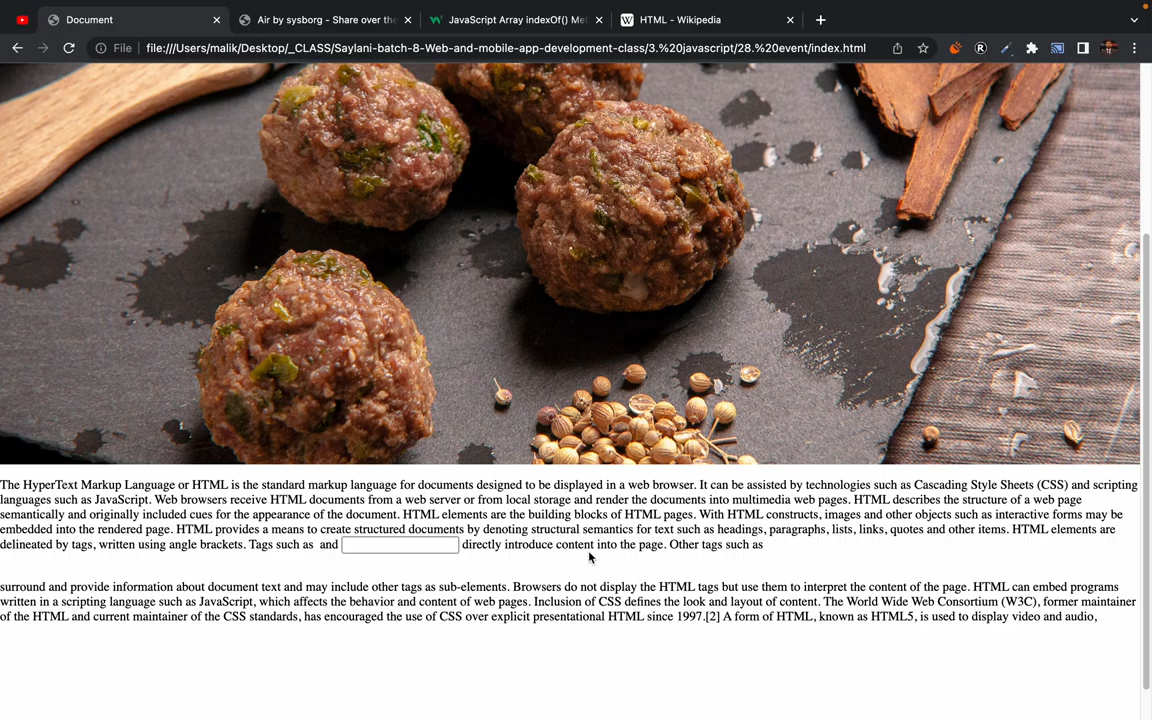 Document
Air by sysborg - Share over the
JavaScript Array indexOf() Met
HTML - Wikipedia
File
file:///Users/malik/Desktop/_CLASS/Saylani-batch-8-Web-and-mobile-app-development-class/3.%20javascript/28.%20event/index.html
The HyperText Markup Language or HTML is the standard markup language for documents designed to be displayed in a web browser. It can be assisted by technologies such as Cascading Style Sheets (CSS) and scripting
languages such as JavaScript. Web browsers receive HTML documents from a web server or from local storage and render the documents into multimedia web pages. HTML describes the structure of a web page
semantically and originally included cues for the appearance of the document. HTML elements are the building blocks of HTML pages. With HTML constructs, images and other objects such as interactive forms may be
embedded into the rendered page. HTML provides a means to create structured documents by denoting structural semantics for text such as headings, paragraphs, lists, links, quotes and other items. HTML elements are
delineated by tags, written using angle brackets. Tags such as and directly introduce content into the page. Other tags such as
surround and provide information about document text and may include other tags as sub-elements. Browsers do not display the HTML tags but use them to interpret the content of the page. HTML can embed programs
written in a scripting language such as JavaScript, which affects the behavior and content of web pages. Inclusion of CSS defines the look and layout of content. The World Wide Web Consortium (W3C), former maintainer
of the HTML and current maintainer of the CSS standards, has encouraged the use of CSS over explicit presentational HTML since 1997.[2] A form of HTML, known as HTML5, is used to display video and audio,